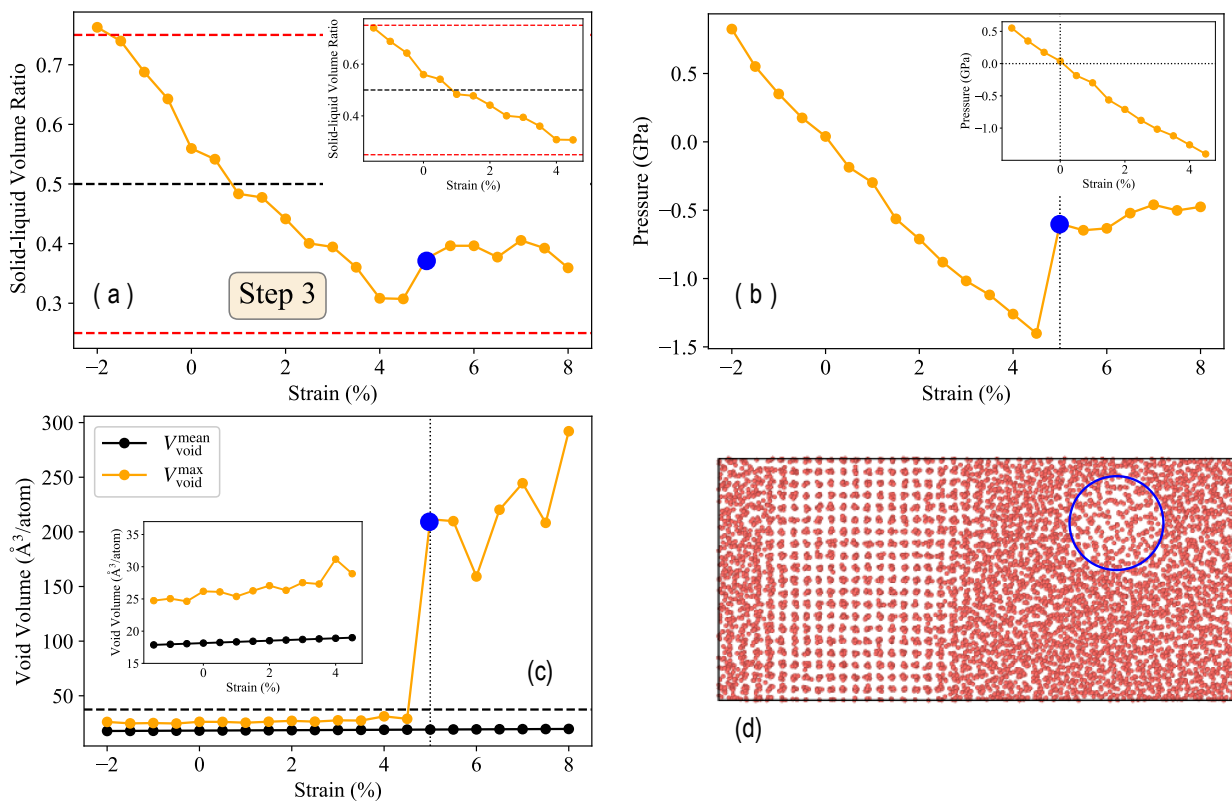 0.7
0.6
0.5
0.4
0.3
Solid-liquid Volume Ratio
−2
0
2
4
6
8
Strain (%)
( a )
Step 3
0.6
0.4
Solid-liquid Volume Ratio
0
2
4
Strain (%)
0.5
0.0
−0.5
−1.0
−1.5
Pressure (GPa)
−2
0
2
4
6
8
Strain (%)
( b )
0.5
0.0
−0.5
−1.0
Pressure (GPa)
0
2
4
Strain (%)
300
250
200
150
100
50
Void Volume (Å³/atom)
−2
0
2
4
6
8
Strain (%)
V_void^mean
V_void^max
35
30
25
20
15
Void Volume (Å³/atom)
0
2
4
Strain (%)
(c)
(d)